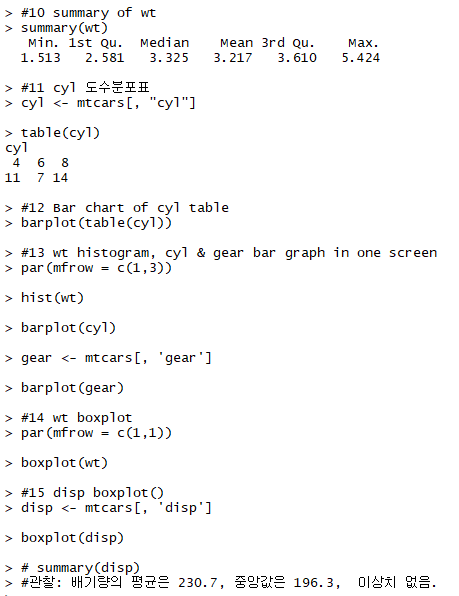 > #10 summary of wt
> summary(wt)
   Min. 1st Qu.  Median    Mean 3rd Qu.    Max.
  1.513   2.581   3.325   3.217   3.610   5.424
> #11 cyl 도수분포표
> cyl <- mtcars[, "cyl"]
> table(cyl)
cyl
 4  6  8
11  7 14
> #12 Bar chart of cyl table
> barplot(table(cyl))
> #13 wt histogram, cyl & gear bar graph in one screen
> par(mfrow = c(1,3))
> hist(wt)
> barplot(cyl)
> gear <- mtcars[, 'gear']
> barplot(gear)
> #14 wt boxplot
> par(mfrow = c(1,1))
> boxplot(wt)
> #15 disp boxplot()
> disp <- mtcars[, 'disp']
> boxplot(disp)
> # summary(disp)
> #관찰: 배기량의 평균은 230.7, 중앙값은 196.3,  이상치 없음.